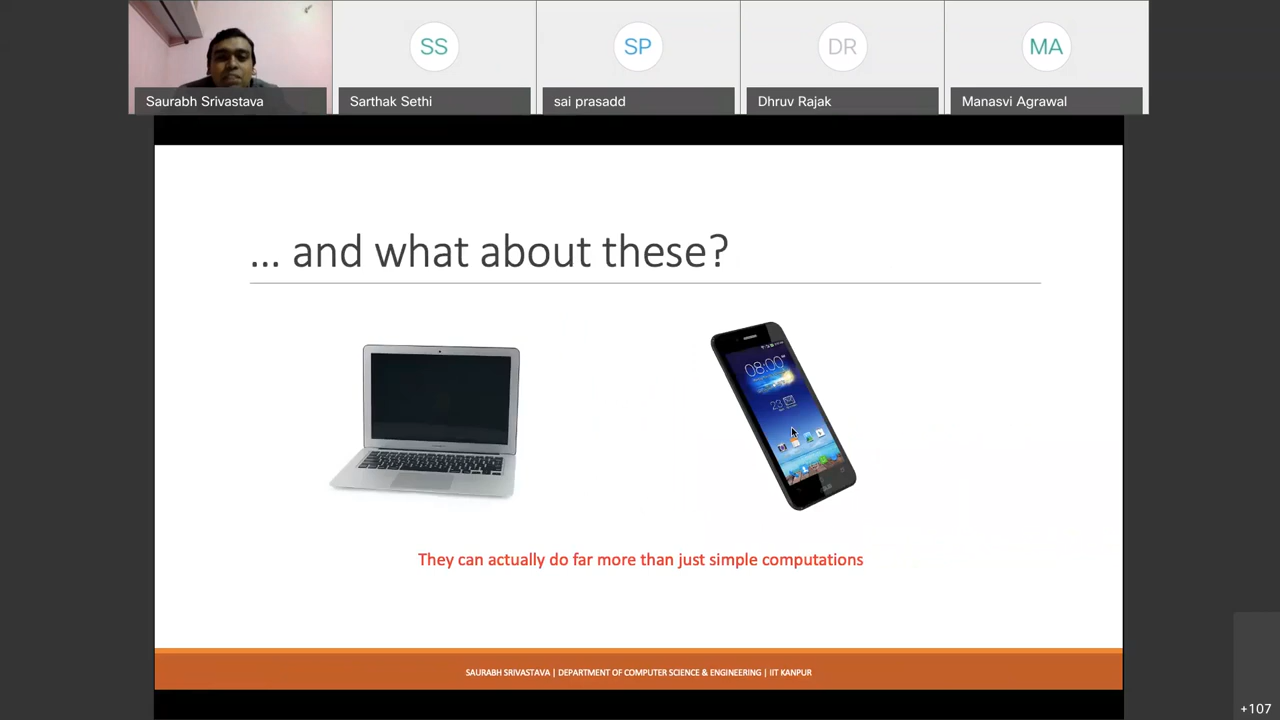 SS
SP
DR
MA
Saurabh Srivastava
Sarthak Sethi
sai prasadd
Dhruv Rajak
Manasvi Agrawal
... and what about these?
08:00
23
They can actually do far more than just simple computations
SAURABH SRIVASTAVA | DEPARTMENT OF COMPUTER SCIENCE & ENGINEERING | IIT KANPUR
+107